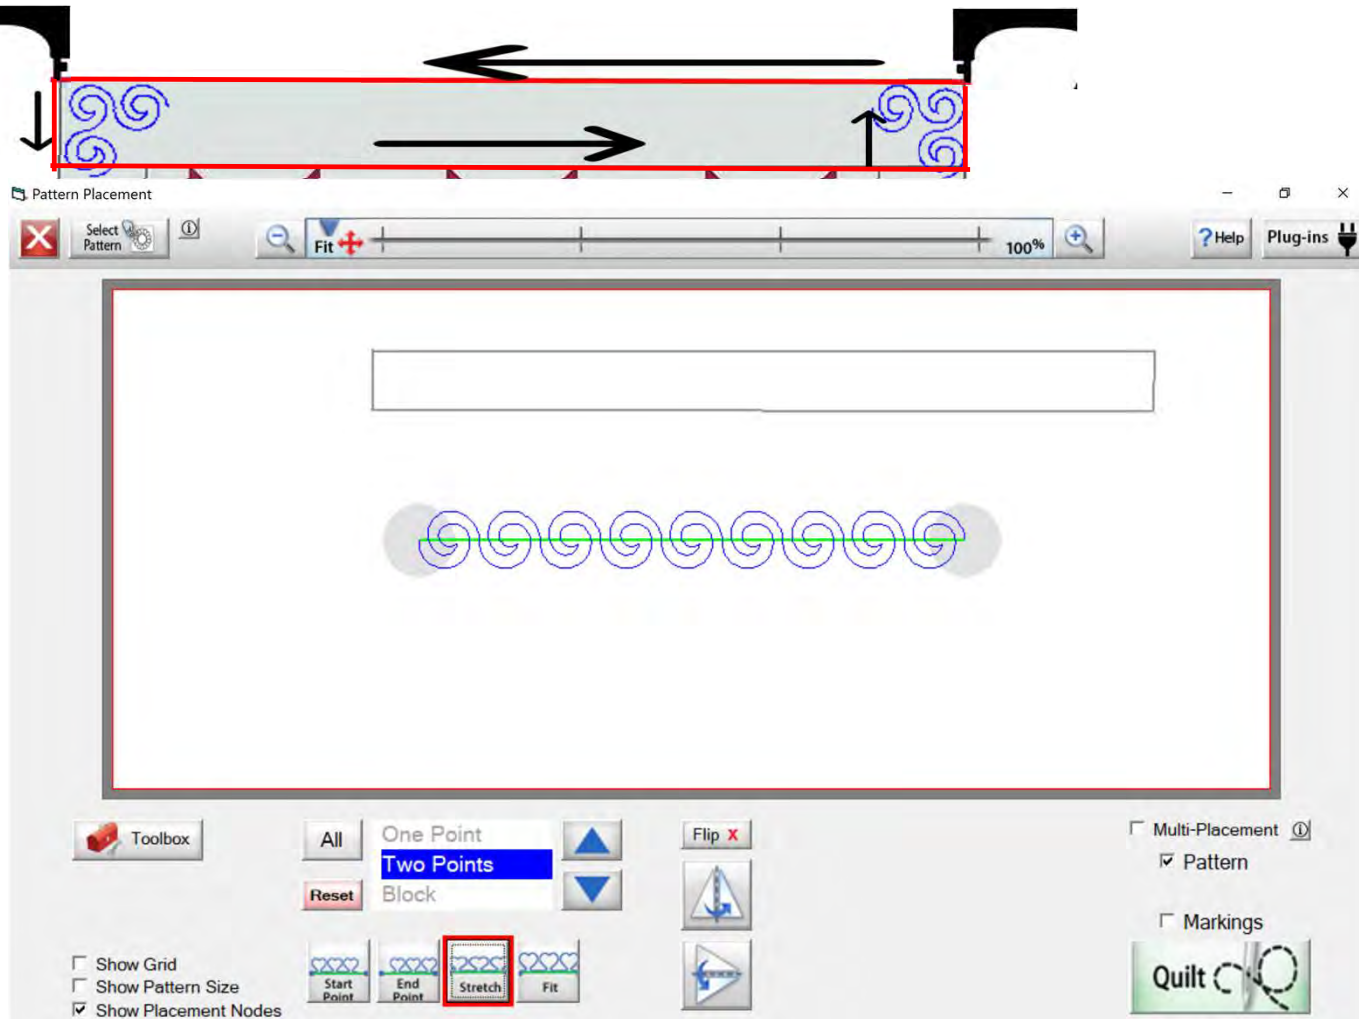 Pattern Placement
Select
Pattern
Fit
100%
? Help
Plug-ins
Toolbox
All
One Point
Two Points
Block
Reset
Flip X
Multi-Placement
Pattern
Markings
Show Grid
Show Pattern Size
Show Placement Nodes
Start
Point
End
Point
Stretch
Fit
Quilt